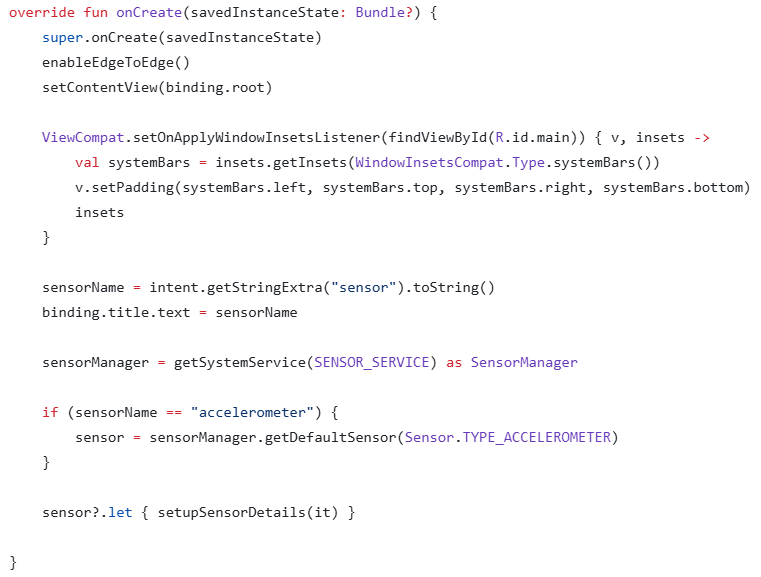 override fun onCreate(savedInstanceState: Bundle?) {
    super.onCreate(savedInstanceState)
    enableEdgeToEdge()
    setContentView(binding.root)

    ViewCompat.setOnApplyWindowInsetsListener(findViewById(R.id.main)) { v, insets ->
        val systemBars = insets.getInsets(WindowInsetsCompat.Type.systemBars())
        v.setPadding(systemBars.left, systemBars.top, systemBars.right, systemBars.bottom)
        insets
    }

    sensorName = intent.getStringExtra("sensor").toString()
    binding.title.text = sensorName

    sensorManager = getSystemService(SENSOR_SERVICE) as SensorManager

    if (sensorName == "accelerometer") {
        sensor = sensorManager.getDefaultSensor(Sensor.TYPE_ACCELEROMETER)
    }

    sensor?.let { setupSensorDetails(it) }

}